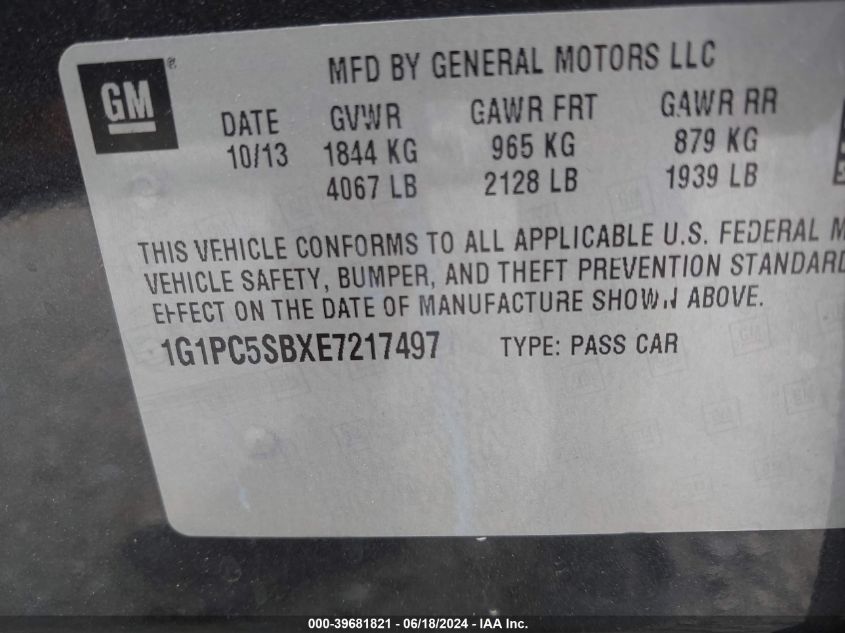 GM®
MFD BY GENERAL MOTORS LLC
DATE GVWR GAWR FRT GAWR RR
10/13 1844 KG 965 KG 879 KG
4067 LB 2128 LB 1939 LB
THIS VEHICLE CONFORMS TO ALL APPLICABLE U.S. FEDERAL M
VEHICLE SAFETY, BUMPER, AND THEFT PREVENTION STANDARD
EFFECT ON THE DATE OF MANUFACTURE SHOWN ABOVE.
1G1PC5SBXE7217497 TYPE: PASS CAR
000-39681821 - 06/18/2024 - IAA Inc.